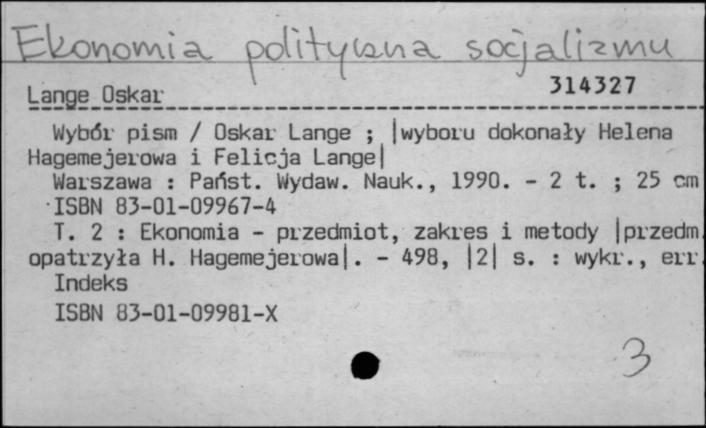 Ekonomia polityczna socjalizmu
314327
Lange Oskar
Wybór pism / Oskar Lange ; |wyboru dokonały Helena
Hagemejerowa i Felicja Lange|
Warszawa : Państ. Wydaw. Nauk., 1990. - 2 t. ; 25 cm
ISBN 83-01-09967-4
T. 2 : Ekonomia - przedmiot, zakres i metody |przedm.
opatrzyła H. Hagemejerowa|. - 498, |2| s. : wykr., err.
Indeks
ISBN 83-01-09981-X
3